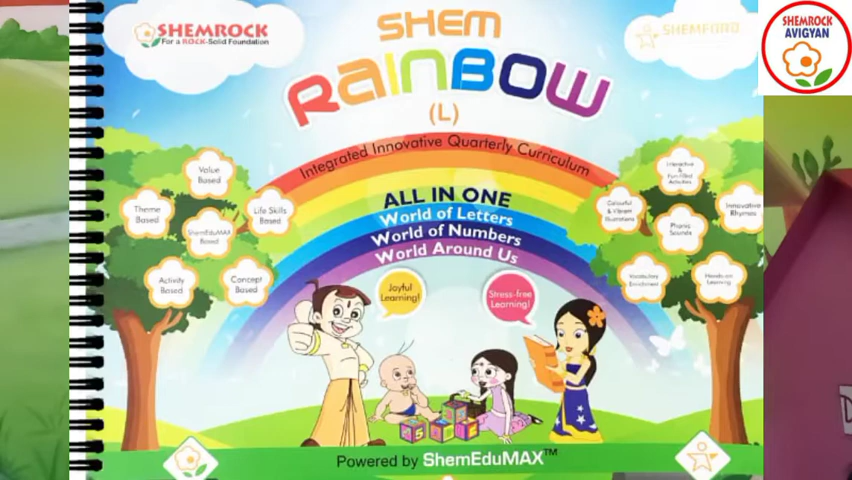 SHEMROCK
For a ROCK-Solid Foundation
SHEM
RAINBOW
(L)
SHEMFORD
SHEMROCK
AVIGYAN
Integrated Innovative Quarterly Curriculum
ALL IN ONE
World of Letters
World of Numbers
World Around Us
Value
Based
Theme
Based
Life Skills
Based
ShemEduMAX
Based
Activity
Based
Concept
Based
Interactive
&
Fun-filled
Activities
Colourful
& Vibrant
Illustrations
Innovative
Rhymes
Phonic
Sounds
Vocabulary
Enrichment
Hands-on
Learning
Joyful
Learning!
Stress-free
Learning!
Powered by ShemEduMAX™